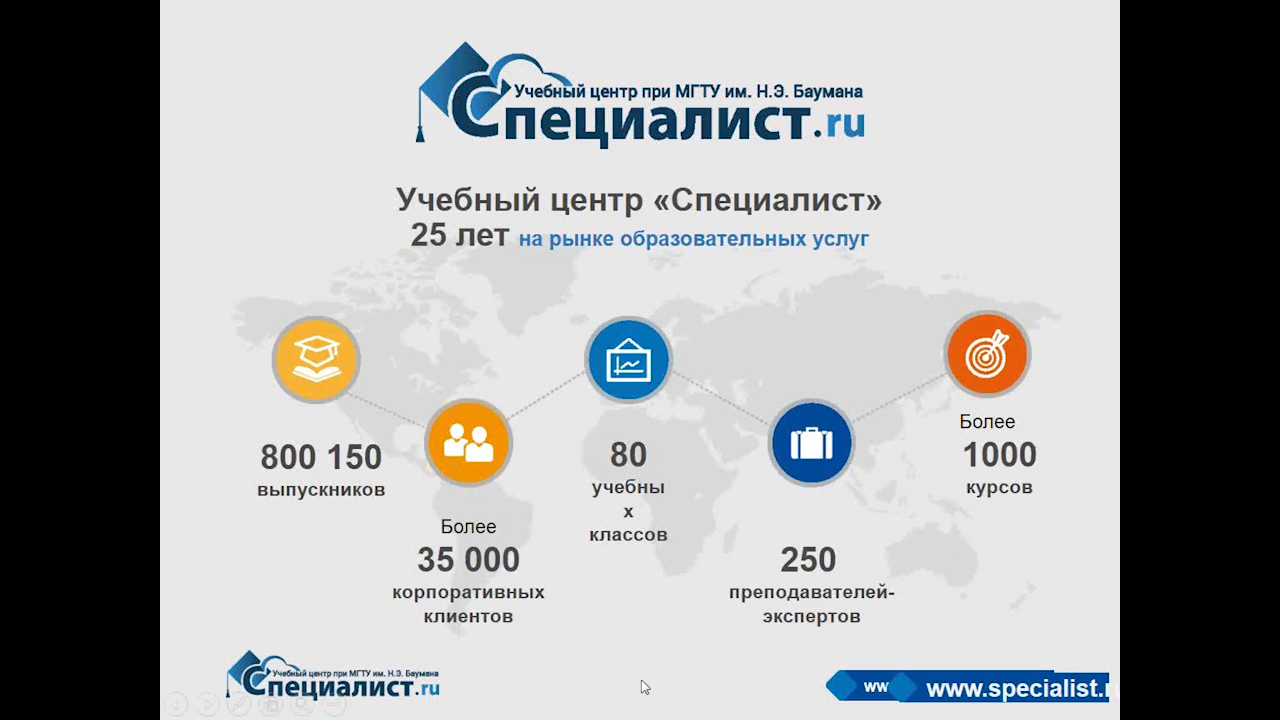 Учебный центр при МГТУ им. Н.Э. Баумана
Специалист.ru
Учебный центр «Специалист»
25 лет на рынке образовательных услуг
800 150
выпускников
Более
35 000
корпоративных
клиентов
80
учебны
х
классов
250
преподавателей-
экспертов
Более
1000
курсов
Учебный центр при МГТУ им. Н.Э. Баумана
Специалист.ru
ww
www.specialist.r